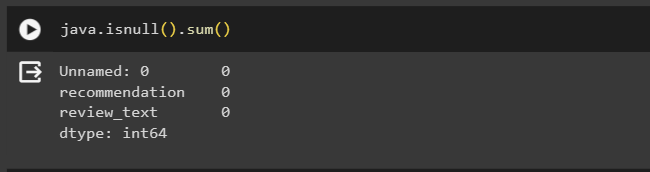 java.isnull().sum()
Unnamed: 0        0
recommendation    0
review_text       0
dtype: int64